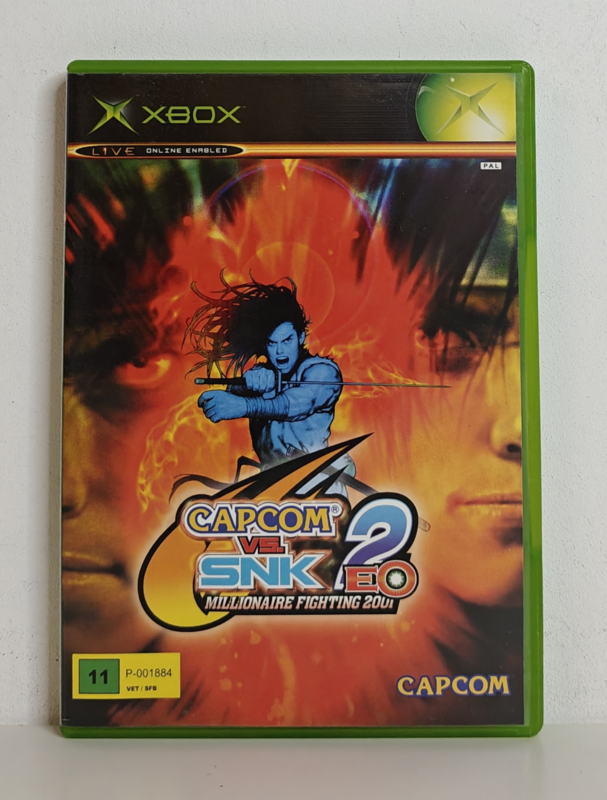 XBOX
LIVE ONLINE ENABLED
PAL
CAPCOM®
VS.
SNK 2
EO
MILLIONAIRE FIGHTING 2001
11 P-001884
VET / SFB
CAPCOM